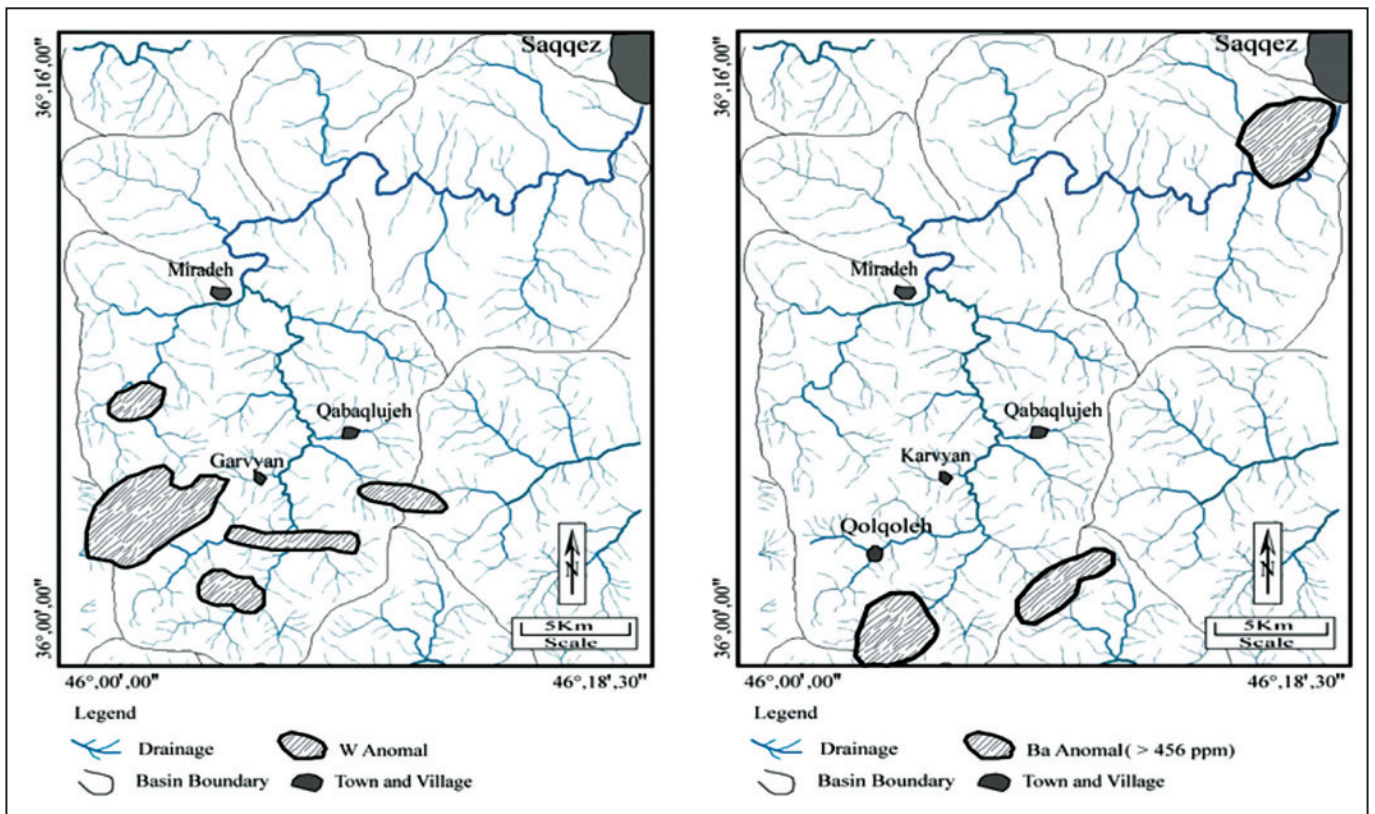 Saqqez
36°,16',00"
Miradeh
Qabaqlujeh
Garvyan
N
5Km
Scale
36°,00',00"
46°,00',00"
46°,18',30"
Legend
Drainage
W Anomal
Basin Boundary
Town and Village
Saqqez
36°,16',00"
Miradeh
Qabaqlujeh
Karvyan
Qolqoleh
N
5Km
Scale
36°,00',00"
46°,00',00"
46°,18',30"
Legend
Drainage
Ba Anomal( > 456 ppm)
Basin Boundary
Town and Village